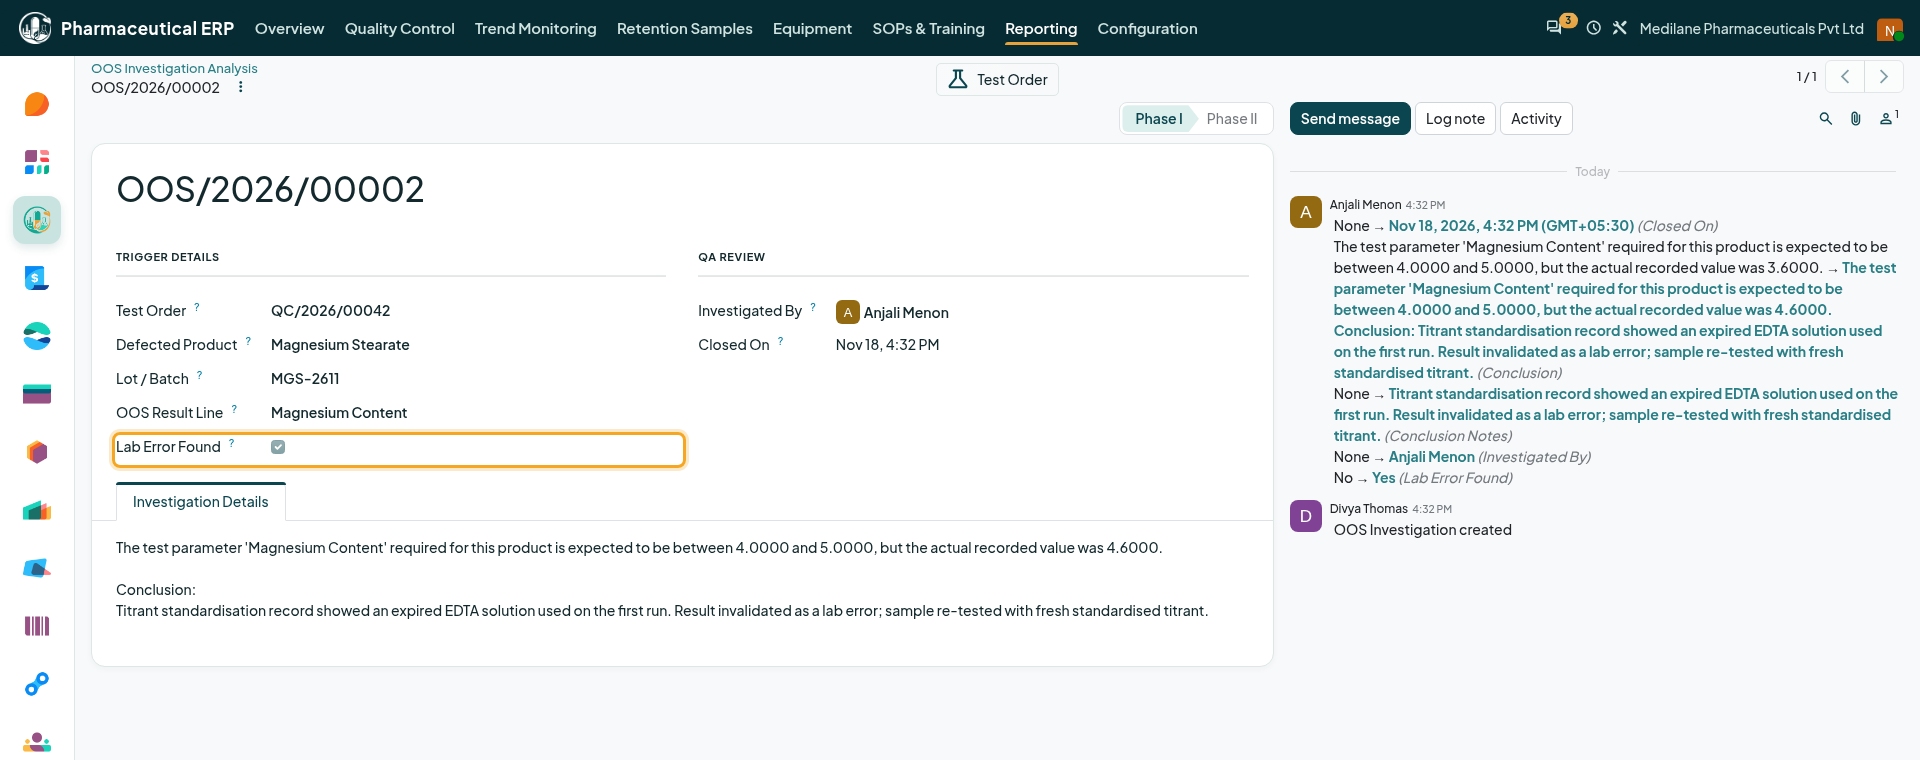 Pharmaceutical ERP Overview Quality Control Trend Monitoring Retention Samples Equipment SOPs & Training Reporting Configuration 3 Medilane Pharmaceuticals Pvt Ltd N
OOS Investigation Analysis
OOS/2026/00002
Test Order
1 / 1
Phase I Phase II
Send message Log note Activity 1
OOS/2026/00002
TRIGGER DETAILS
Test Order ? QC/2026/00042
Defected Product ? Magnesium Stearate
Lot / Batch ? MGS-2611
OOS Result Line ? Magnesium Content
Lab Error Found ?
QA REVIEW
Investigated By ? A Anjali Menon
Closed On ? Nov 18, 4:32 PM
Investigation Details
The test parameter 'Magnesium Content' required for this product is expected to be between 4.0000 and 5.0000, but the actual recorded value was 4.6000.
Conclusion:
Titrant standardisation record showed an expired EDTA solution used on the first run. Result invalidated as a lab error; sample re-tested with fresh standardised titrant.
Today
A Anjali Menon 4:32 PM
None → Nov 18, 2026, 4:32 PM (GMT+05:30) (Closed On)
The test parameter 'Magnesium Content' required for this product is expected to be
between 4.0000 and 5.0000, but the actual recorded value was 3.6000. → The test
parameter 'Magnesium Content' required for this product is expected to be
between 4.0000 and 5.0000, but the actual recorded value was 4.6000.
Conclusion: Titrant standardisation record showed an expired EDTA solution used
on the first run. Result invalidated as a lab error; sample re-tested with fresh
standardised titrant. (Conclusion)
None → Titrant standardisation record showed an expired EDTA solution used on the
first run. Result invalidated as a lab error; sample re-tested with fresh standardised
titrant. (Conclusion Notes)
None → Anjali Menon (Investigated By)
No → Yes (Lab Error Found)
D Divya Thomas 4:32 PM
OOS Investigation created